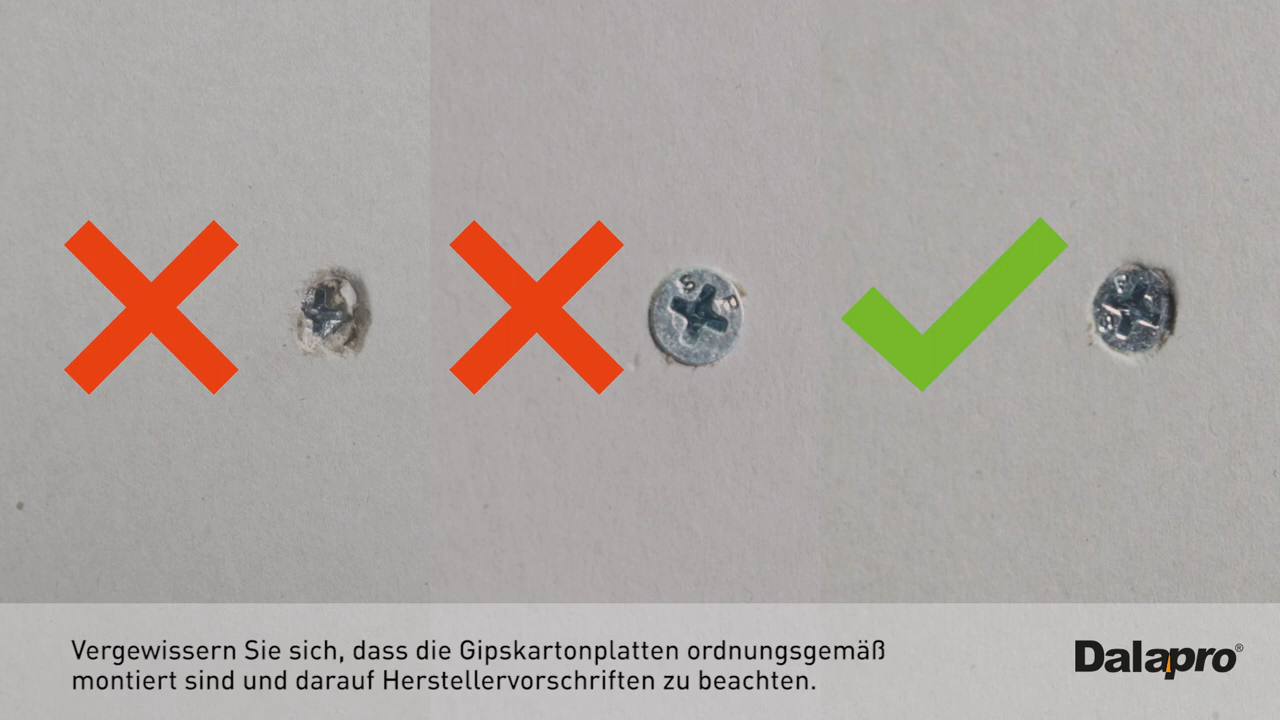 Vergewissern Sie sich, dass die Gipskartonplatten ordnungsgemäß
montiert sind und darauf Herstellervorschriften zu beachten.
Dalapro®